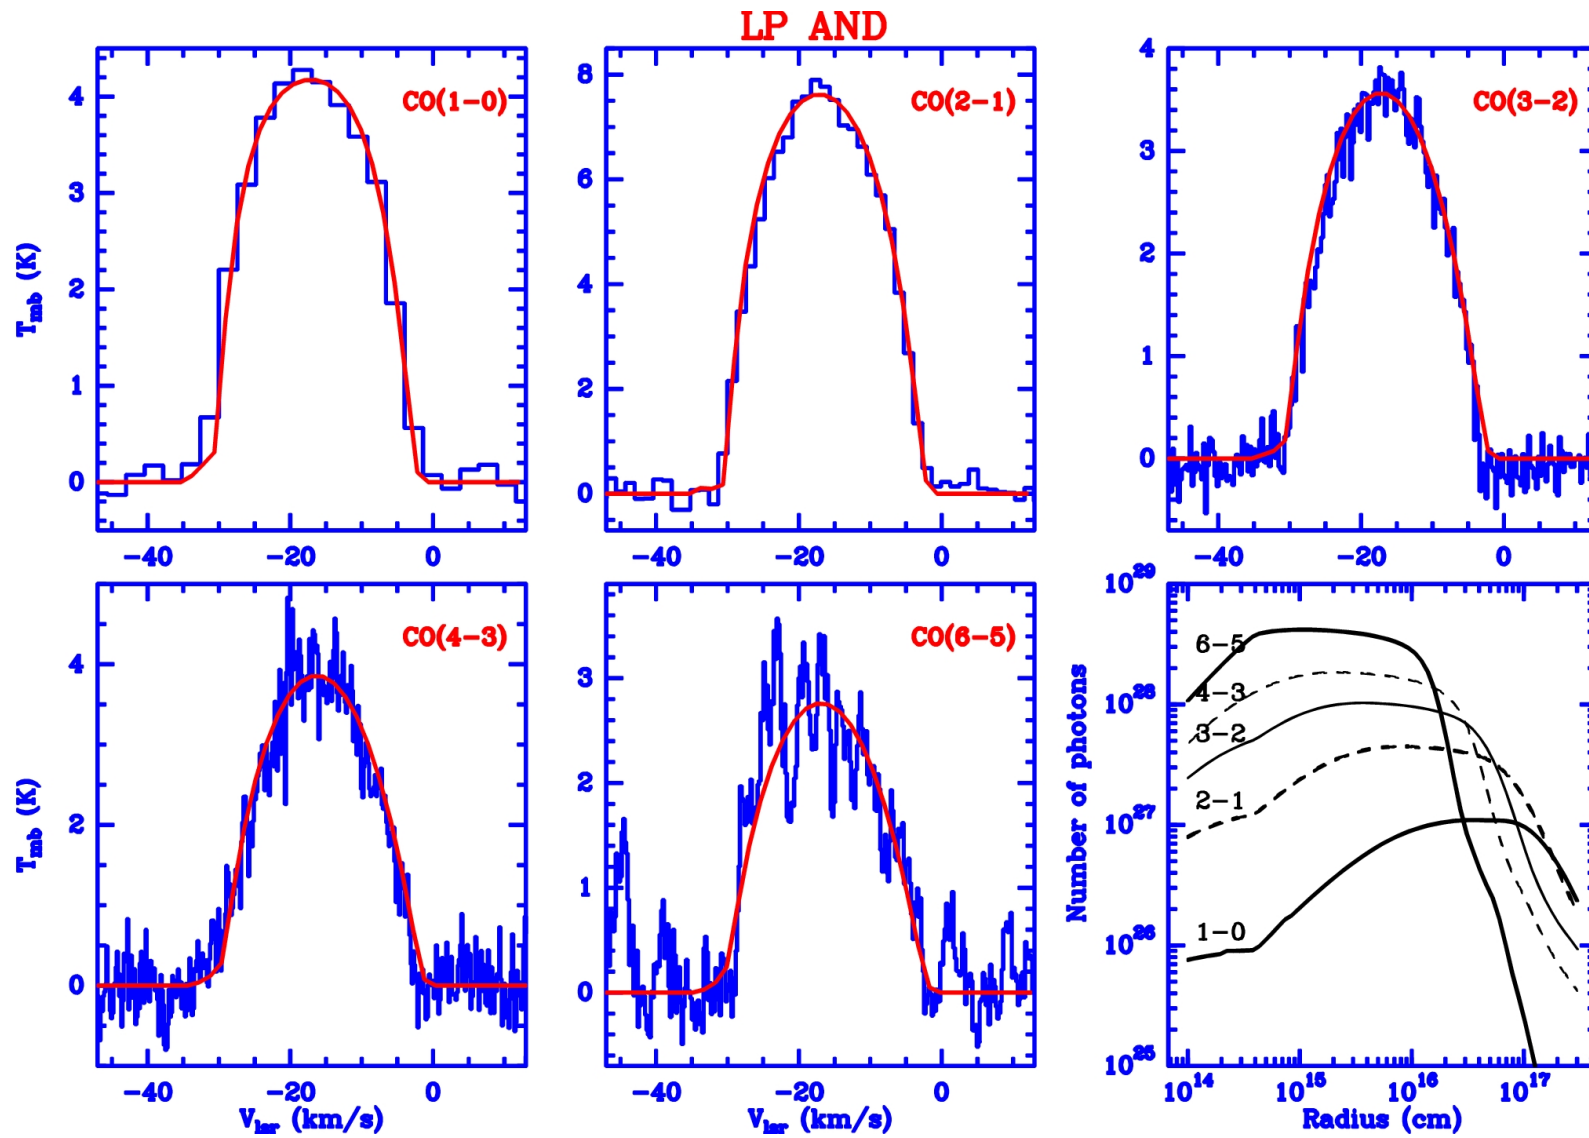 LP AND
CO(1-0)
CO(2-1)
CO(3-2)
T_mb (K)
4
3
2
1
0
8
6
4
2
0
4
3
2
1
0
-40 -20 0
-40 -20 0
-40 -20 0
CO(4-3)
CO(6-5)
T_mb (K)
4
2
0
3
2
1
0
Number of photons
10^29
10^28
10^27
10^26
10^25
6-5
4-3
3-2
2-1
1-0
-40 -20 0
-40 -20 0
10^14 10^15 10^16 10^17
V_lsr (km/s)
V_lsr (km/s)
Radius (cm)